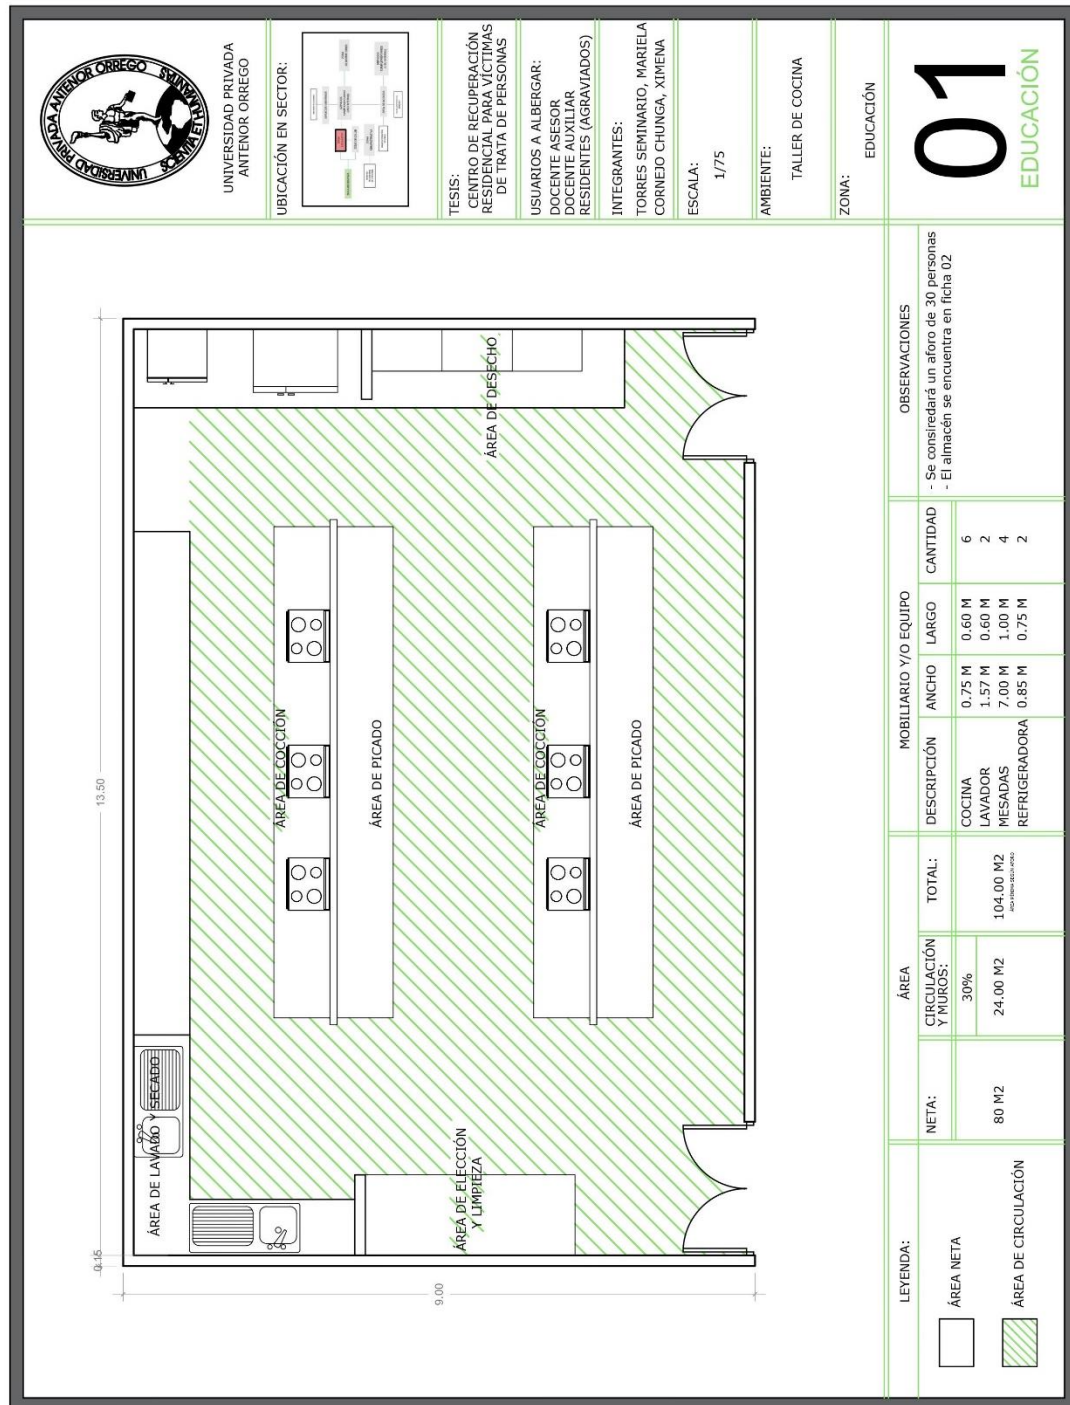 UNIVERSIDAD PRIVADA ANTENOR ORREGO
UNIVERSIDAD PRIVADA
ANTENOR ORREGO
UBICACIÓN EN SECTOR:
TESIS:
CENTRO DE RECUPERACIÓN
RESIDENCIAL PARA VÍCTIMAS
DE TRATA DE PERSONAS
USUARIOS A ALBERGAR:
DOCENTE ASESOR
DOCENTE AUXILIAR
RESIDENTES (AGRAVIADOS)
INTEGRANTES:
TORRES SEMINARIO, MARIELA
CORNEJO CHUNGA, XIMENA
ESCALA:
1/75
AMBIENTE:
TALLER DE COCINA
ZONA:
EDUCACIÓN
01
EDUCACIÓN
0.15
13.50
9.00
ÁREA DE LAVADO Y SECADO
ÁREA DE ELECCIÓN
Y LIMPIEZA
ÁREA DE COCCIÓN
ÁREA DE PICADO
ÁREA DE COCCIÓN
ÁREA DE PICADO
ÁREA DE DESECHO
LEYENDA:
ÁREA NETA
ÁREA DE CIRCULACIÓN
ÁREA
NETA:
80 M2
CIRCULACIÓN
Y MUROS:
30%
24.00 M2
TOTAL:
104.00 M2
MOBILIARIO Y/O EQUIPO
DESCRIPCIÓN ANCHO LARGO CANTIDAD
COCINA 0.75 M 0.60 M 6
LAVADOR 1.57 M 0.60 M 2
MESADAS 7.00 M 1.00 M 4
REFRIGERADORA 0.85 M 0.75 M 2
OBSERVACIONES
- Se consiredará un aforo de 30 personas
- El almacén se encuentra en ficha 02